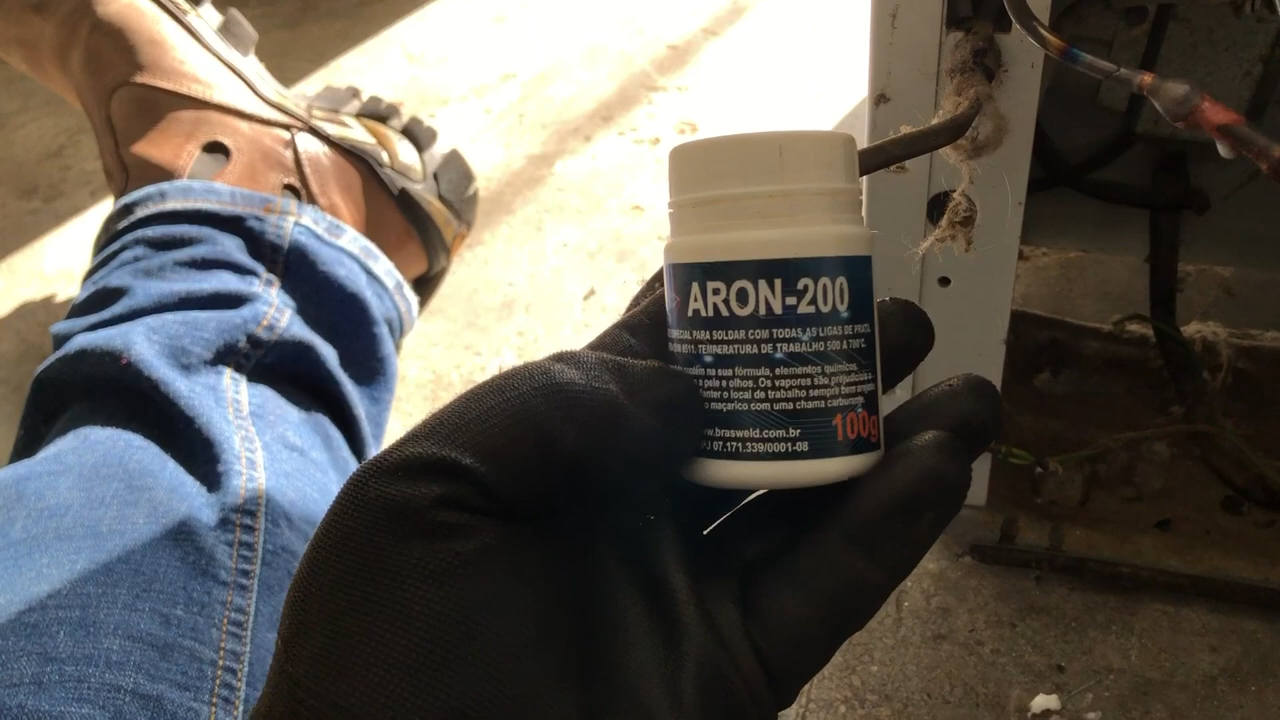 ARON-200
ESPECIAL PARA SOLDAR COM TODAS AS LIGAS DE PRATA
8511. TEMPERATURA DE TRABALHO 500 A 700°C.
na sua fórmula, elementos químicos
a pele e olhos. Os vapores são prejudiciais
o local de trabalho sempre bem arejado
o maçarico com uma chama carburante.
100g
www.brasweld.com.br
07.171.339/0001-08